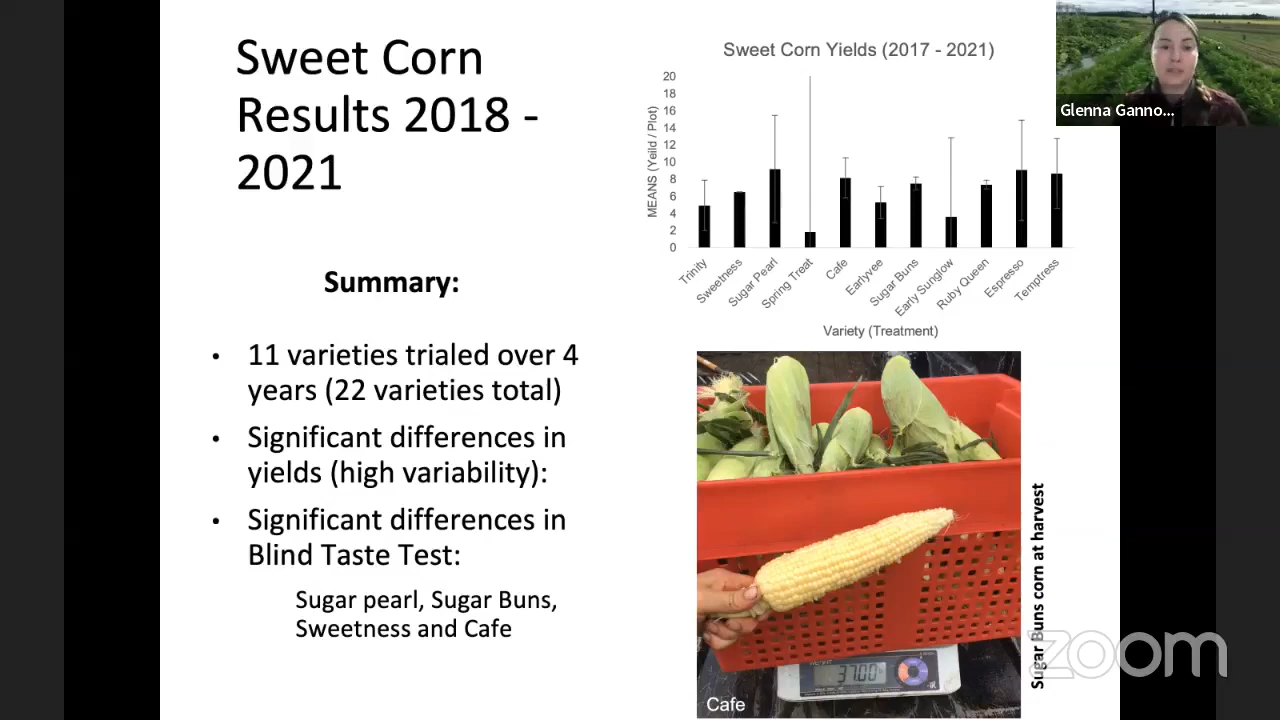 Sweet Corn
Results 2018 -
2021
Summary:
• 11 varieties trialed over 4
years (22 varieties total)
• Significant differences in
yields (high variability):
• Significant differences in
Blind Taste Test:
Sugar pearl, Sugar Buns,
Sweetness and Cafe
Sweet Corn Yields (2017 - 2021)
MEANS (Yeild / Plot)
20
18
16
14
12
10
8
6
4
2
0
Trinity
Sweetness
Sugar Pearl
Spring Treat
Cafe
Earlyvee
Sugar Buns
Early Sunglow
Ruby Queen
Espresso
Temptress
Variety (Treatment)
37.00
Cafe
Sugar Buns corn at harvest
Glenna Ganno...
zoom